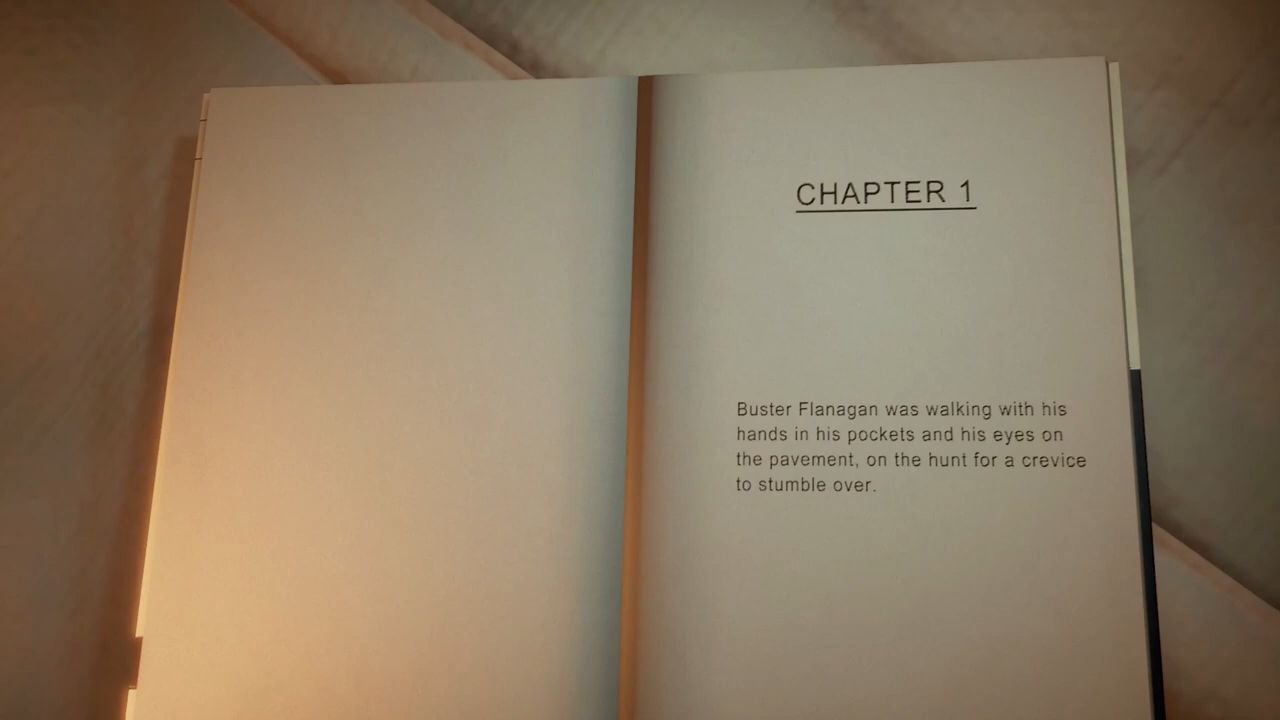 CHAPTER 1
Buster Flanagan was walking with his
hands in his pockets and his eyes on
the pavement, on the hunt for a crevice
to stumble over.